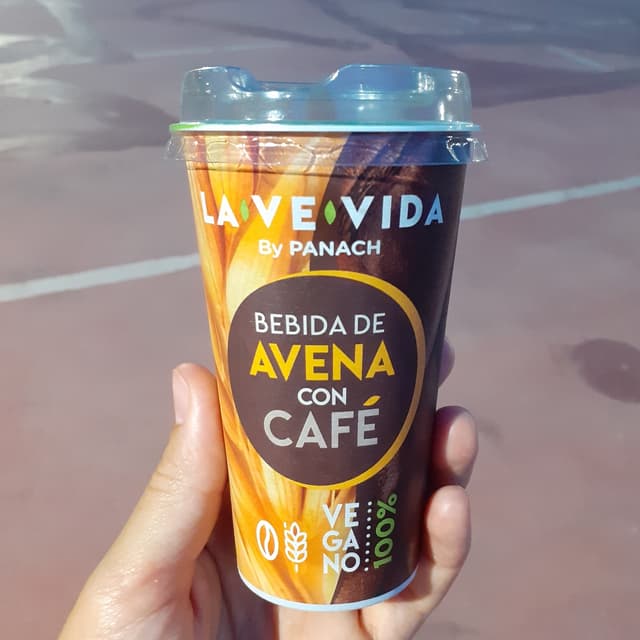 LA VE VIDA
By PANACH
BEBIDA DE
AVENA
CON
CAFÉ
VE
GA
NO
100%